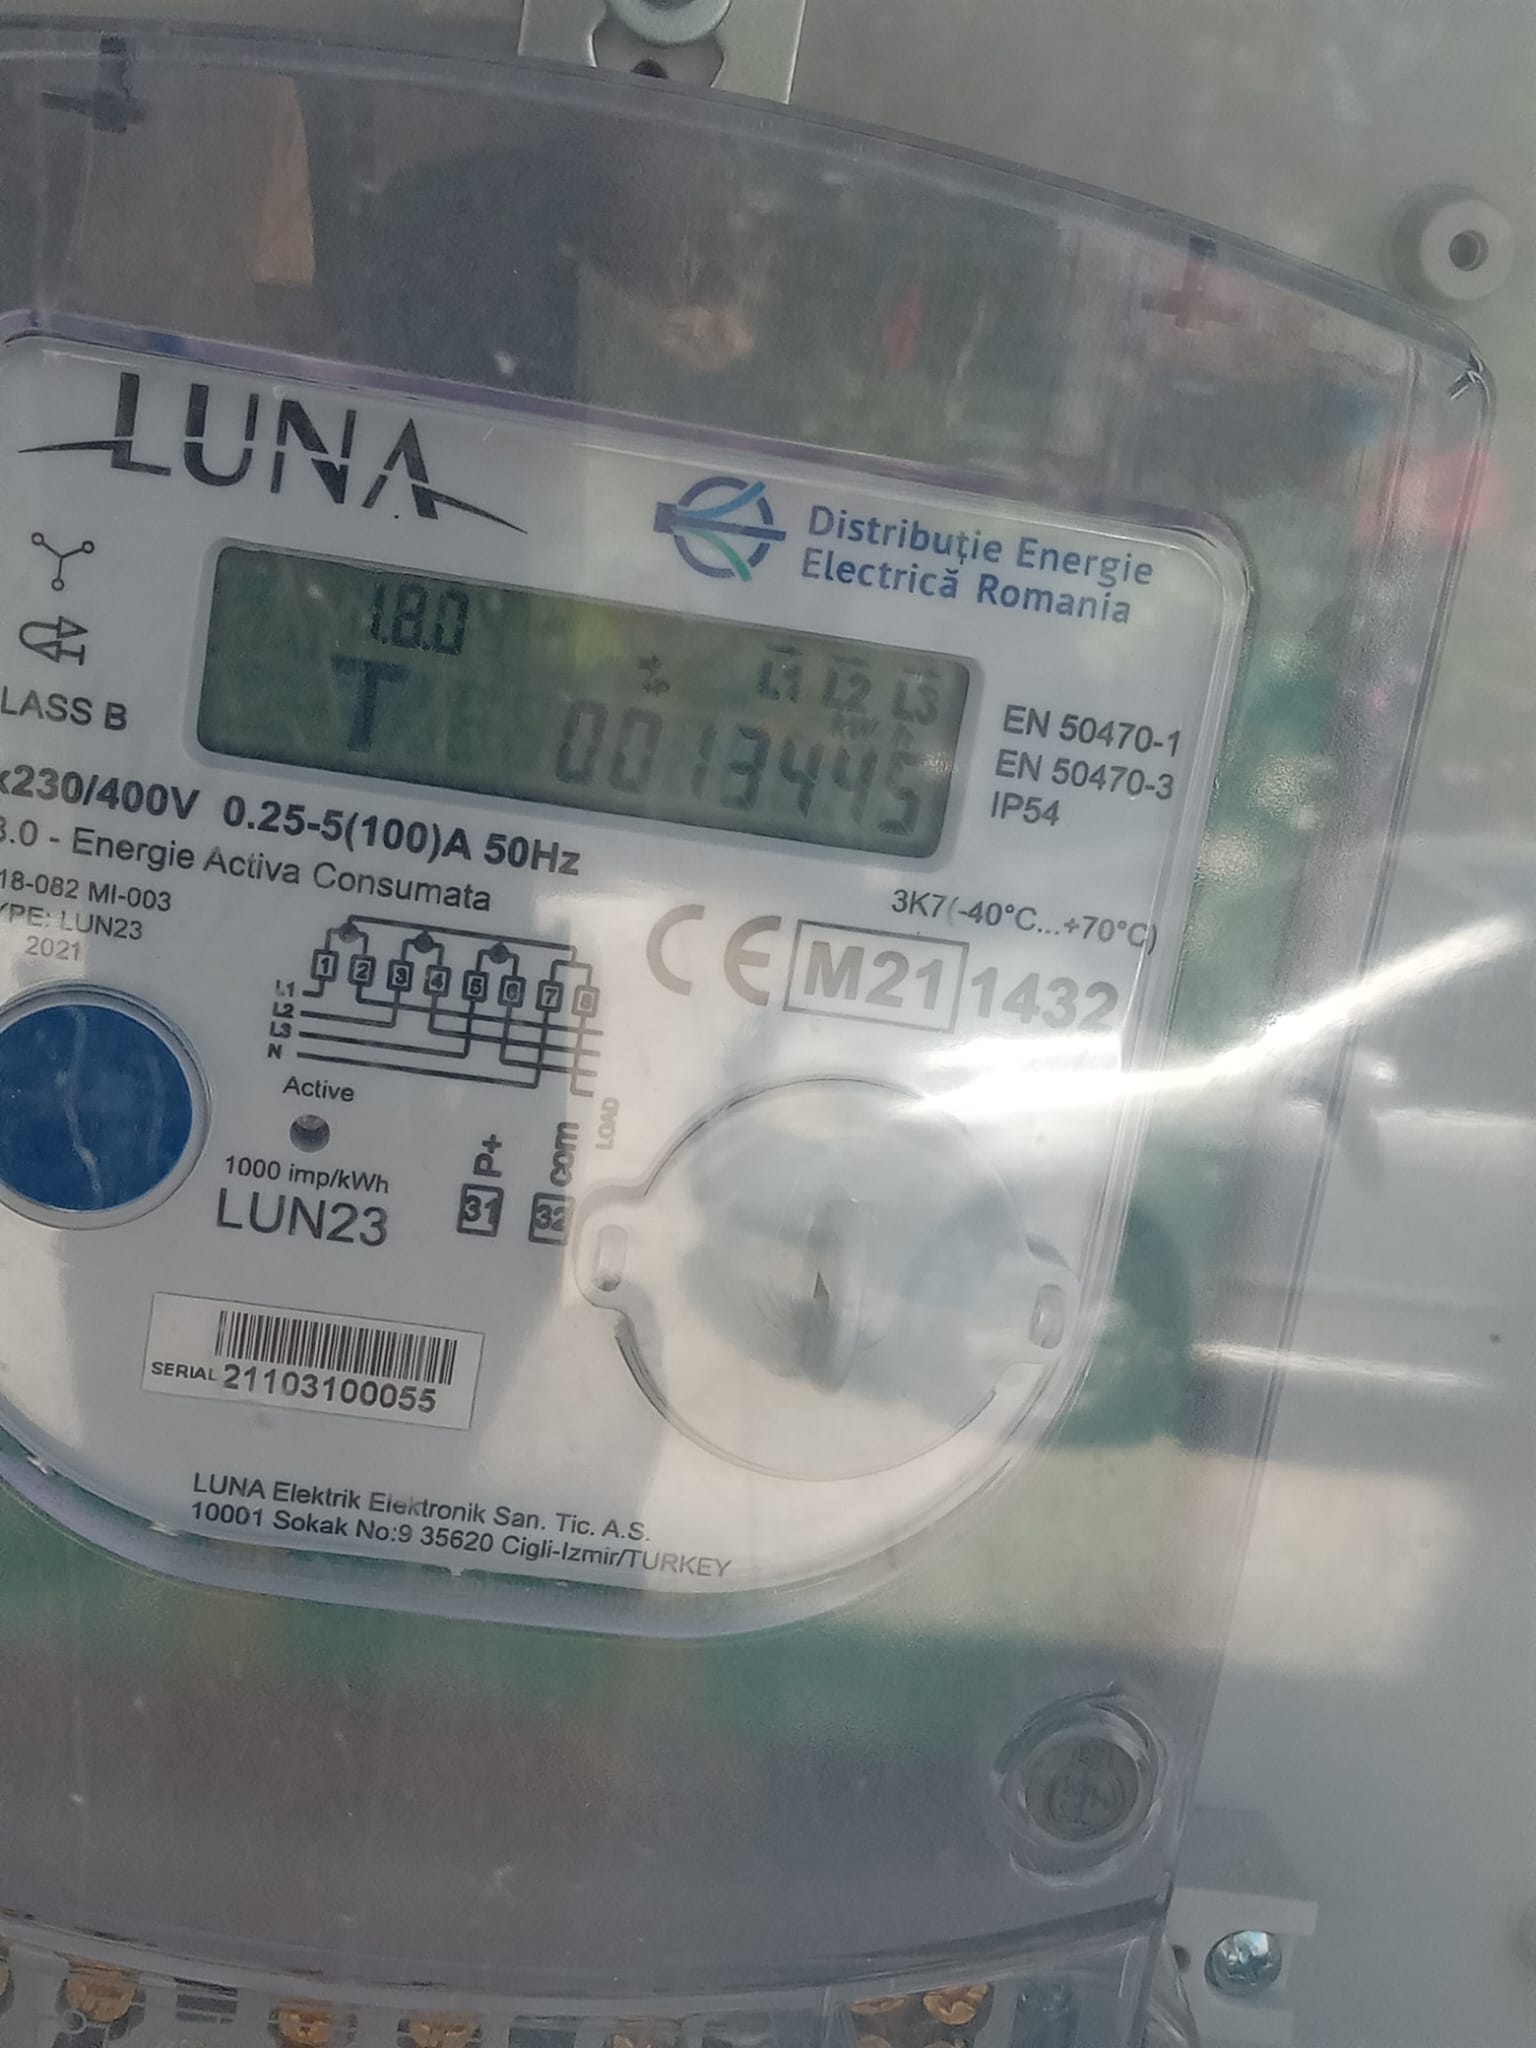 LUNA
Distribuție Energie
Electrică Romania
1.8.0
L1 L2 L3
T 0013445
LASS B
EN 50470-1
EN 50470-3
IP54
x230/400V 0.25-5(100)A 50Hz
8.0 - Energie Activa Consumata
18-082 MI-003
YPE: LUN23
2021
3K7(-40°C...+70°C)
CE M21 1432
1 2 3 4 5 6 7 8
L1
L2
L3
N
LOAD
Active
1000 imp/kWh
LUN23
P+
31
com
32
SERIAL 21103100055
LUNA Elektrik Elektronik San. Tic. A.S.
10001 Sokak No:9 35620 Cigli-Izmir/TURKEY